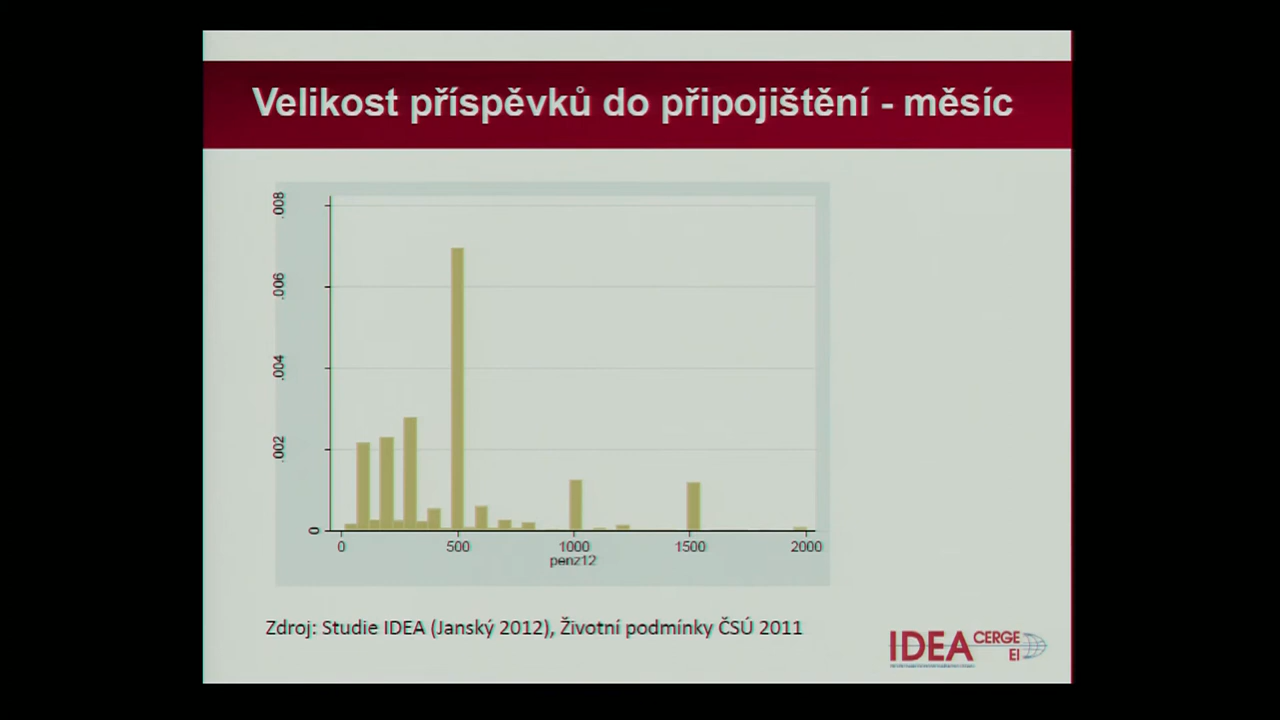 Velikost příspěvků do připojištění - měsíc
.008
.006
.004
.002
0
0 500 1000 1500 2000
penz12
Zdroj: Studie IDEA (Janský 2012), Životní podmínky ČSÚ 2011
IDEA CERGE
EI